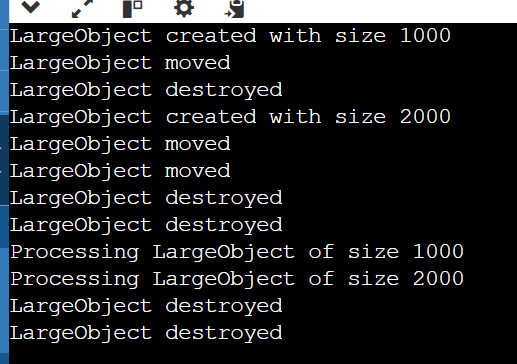 LargeObject created with size 1000
LargeObject moved
LargeObject destroyed
LargeObject created with size 2000
LargeObject moved
LargeObject moved
LargeObject destroyed
LargeObject destroyed
Processing LargeObject of size 1000
Processing LargeObject of size 2000
LargeObject destroyed
LargeObject destroyed